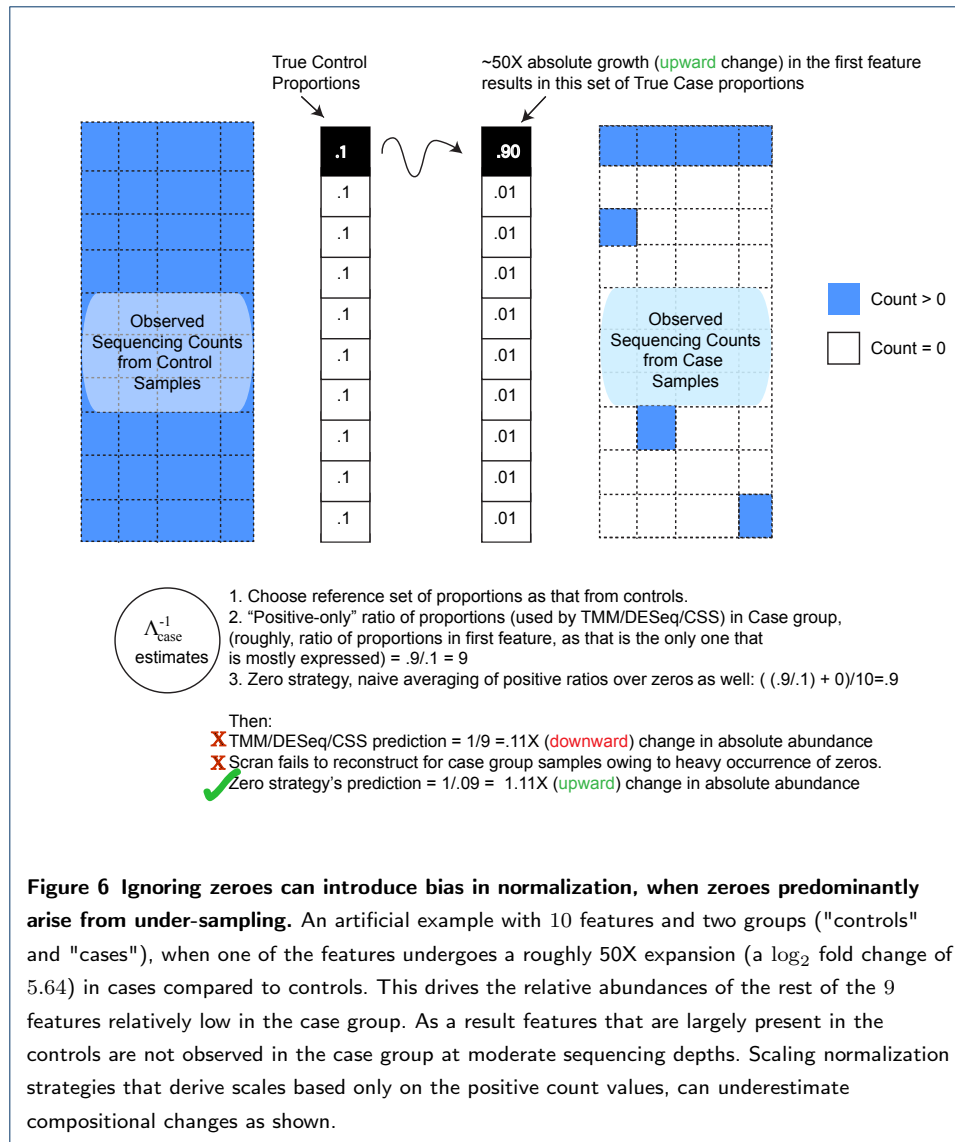 True Control
Proportions
~50X absolute growth (upward change) in the first feature
results in this set of True Case proportions
.1
.90
.1
.01
.1
.01
.1
.01
.1
.01
.1
.01
.1
.01
.1
.01
.1
.01
.1
.01
Observed
Sequencing Counts
from Control
Samples
Observed
Sequencing Counts
from Case
Samples
Count > 0
Count = 0
Λ-1case
estimates
1. Choose reference set of proportions as that from controls.
2. “Positive-only” ratio of proportions (used by TMM/DESeq/CSS) in Case group,
(roughly, ratio of proportions in first feature, as that is the only one that
is mostly expressed) = .9/.1 = 9
3. Zero strategy, naive averaging of positive ratios over zeros as well: ( (.9/.1) + 0)/10=.9
Then:
X TMM/DESeq/CSS prediction = 1/9 =.11X (downward) change in absolute abundance
X Scran fails to reconstruct for case group samples owing to heavy occurrence of zeros.
Zero strategy’s prediction = 1/.09 = 1.11X (upward) change in absolute abundance
Figure 6 Ignoring zeroes can introduce bias in normalization, when zeroes predominantly
arise from under-sampling. An artificial example with 10 features and two groups ("controls"
and "cases"), when one of the features undergoes a roughly 50X expansion (a log2 fold change of
5.64) in cases compared to controls. This drives the relative abundances of the rest of the 9
features relatively low in the case group. As a result features that are largely present in the
controls are not observed in the case group at moderate sequencing depths. Scaling normalization
strategies that derive scales based only on the positive count values, can underestimate
compositional changes as shown.